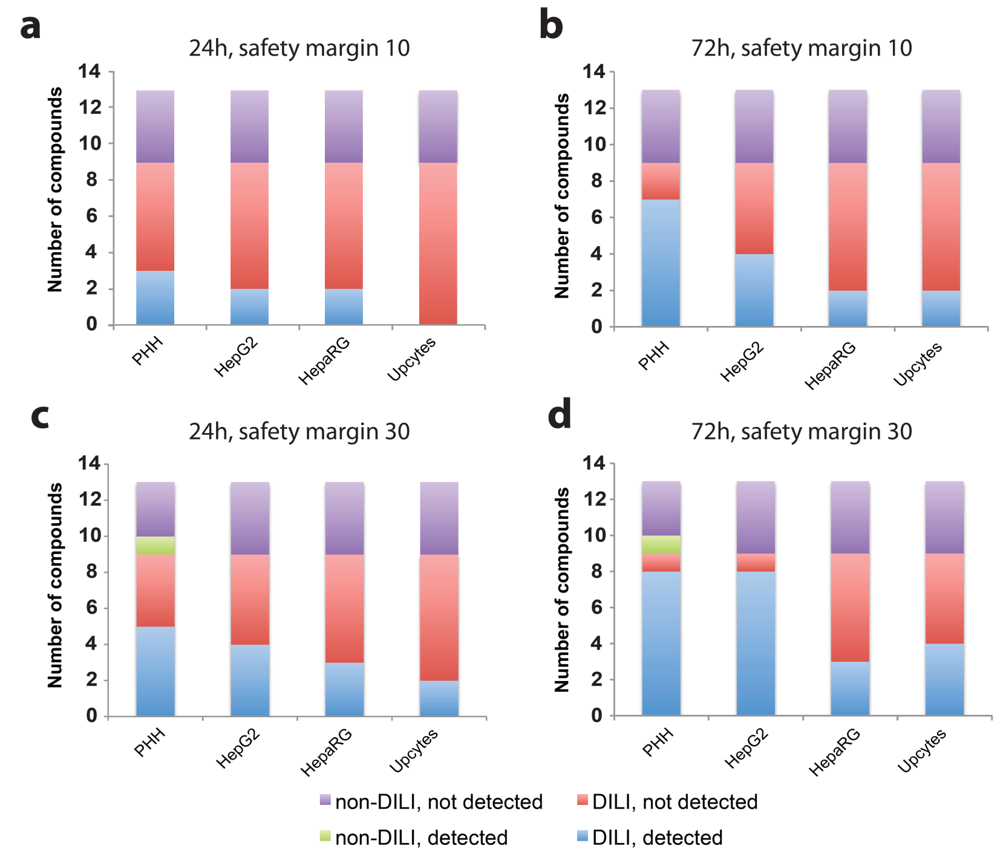 a
24h, safety margin 10
Number of compounds
14
12
10
8
6
4
2
0
PHH
HepG2
HepaRG
Upcytes
b
72h, safety margin 10
Number of compounds
14
12
10
8
6
4
2
0
PHH
HepG2
HepaRG
Upcytes
c
24h, safety margin 30
Number of compounds
14
12
10
8
6
4
2
0
PHH
HepG2
HepaRG
Upcytes
d
72h, safety margin 30
Number of compounds
14
12
10
8
6
4
2
0
PHH
HepG2
HepaRG
Upcytes
non-DILI, not detected
DILI, not detected
non-DILI, detected
DILI, detected